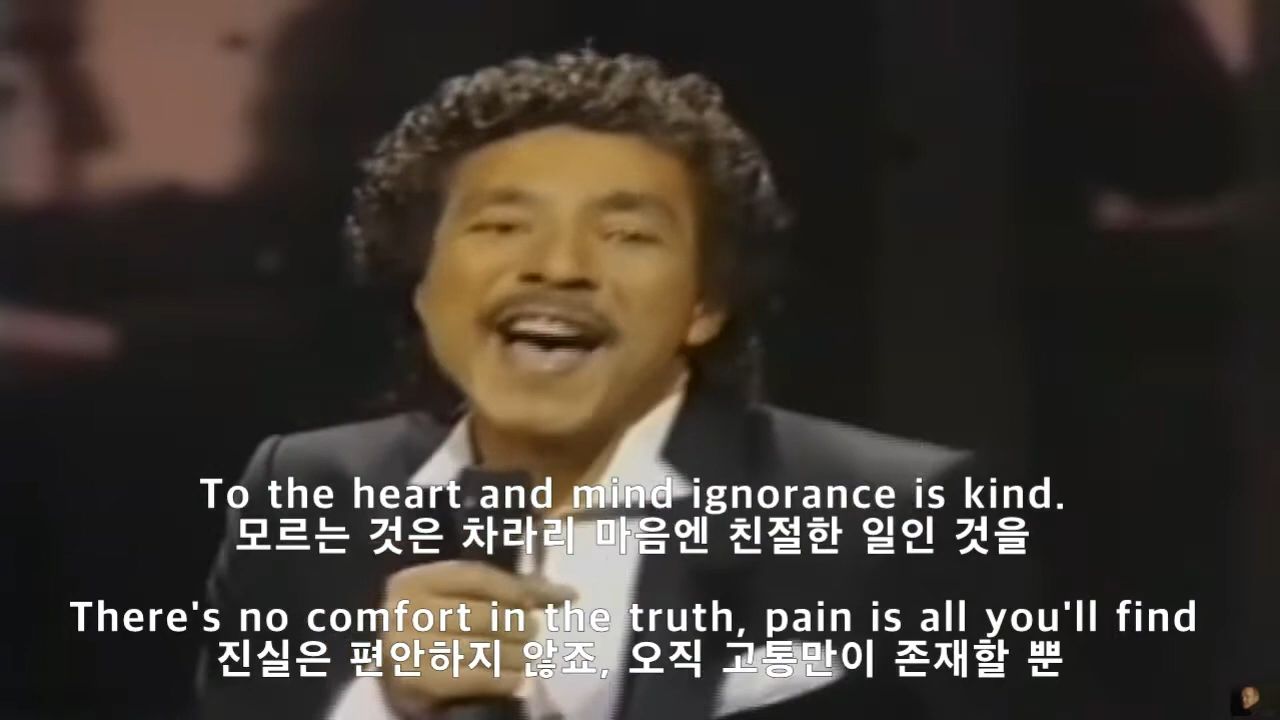 To the heart and mind ignorance is kind.
모르는 것은 차라리 마음엔 친절한 일인 것을
There's no comfort in the truth, pain is all you'll find
진실은 편안하지 않죠, 오직 고통만이 존재할 뿐